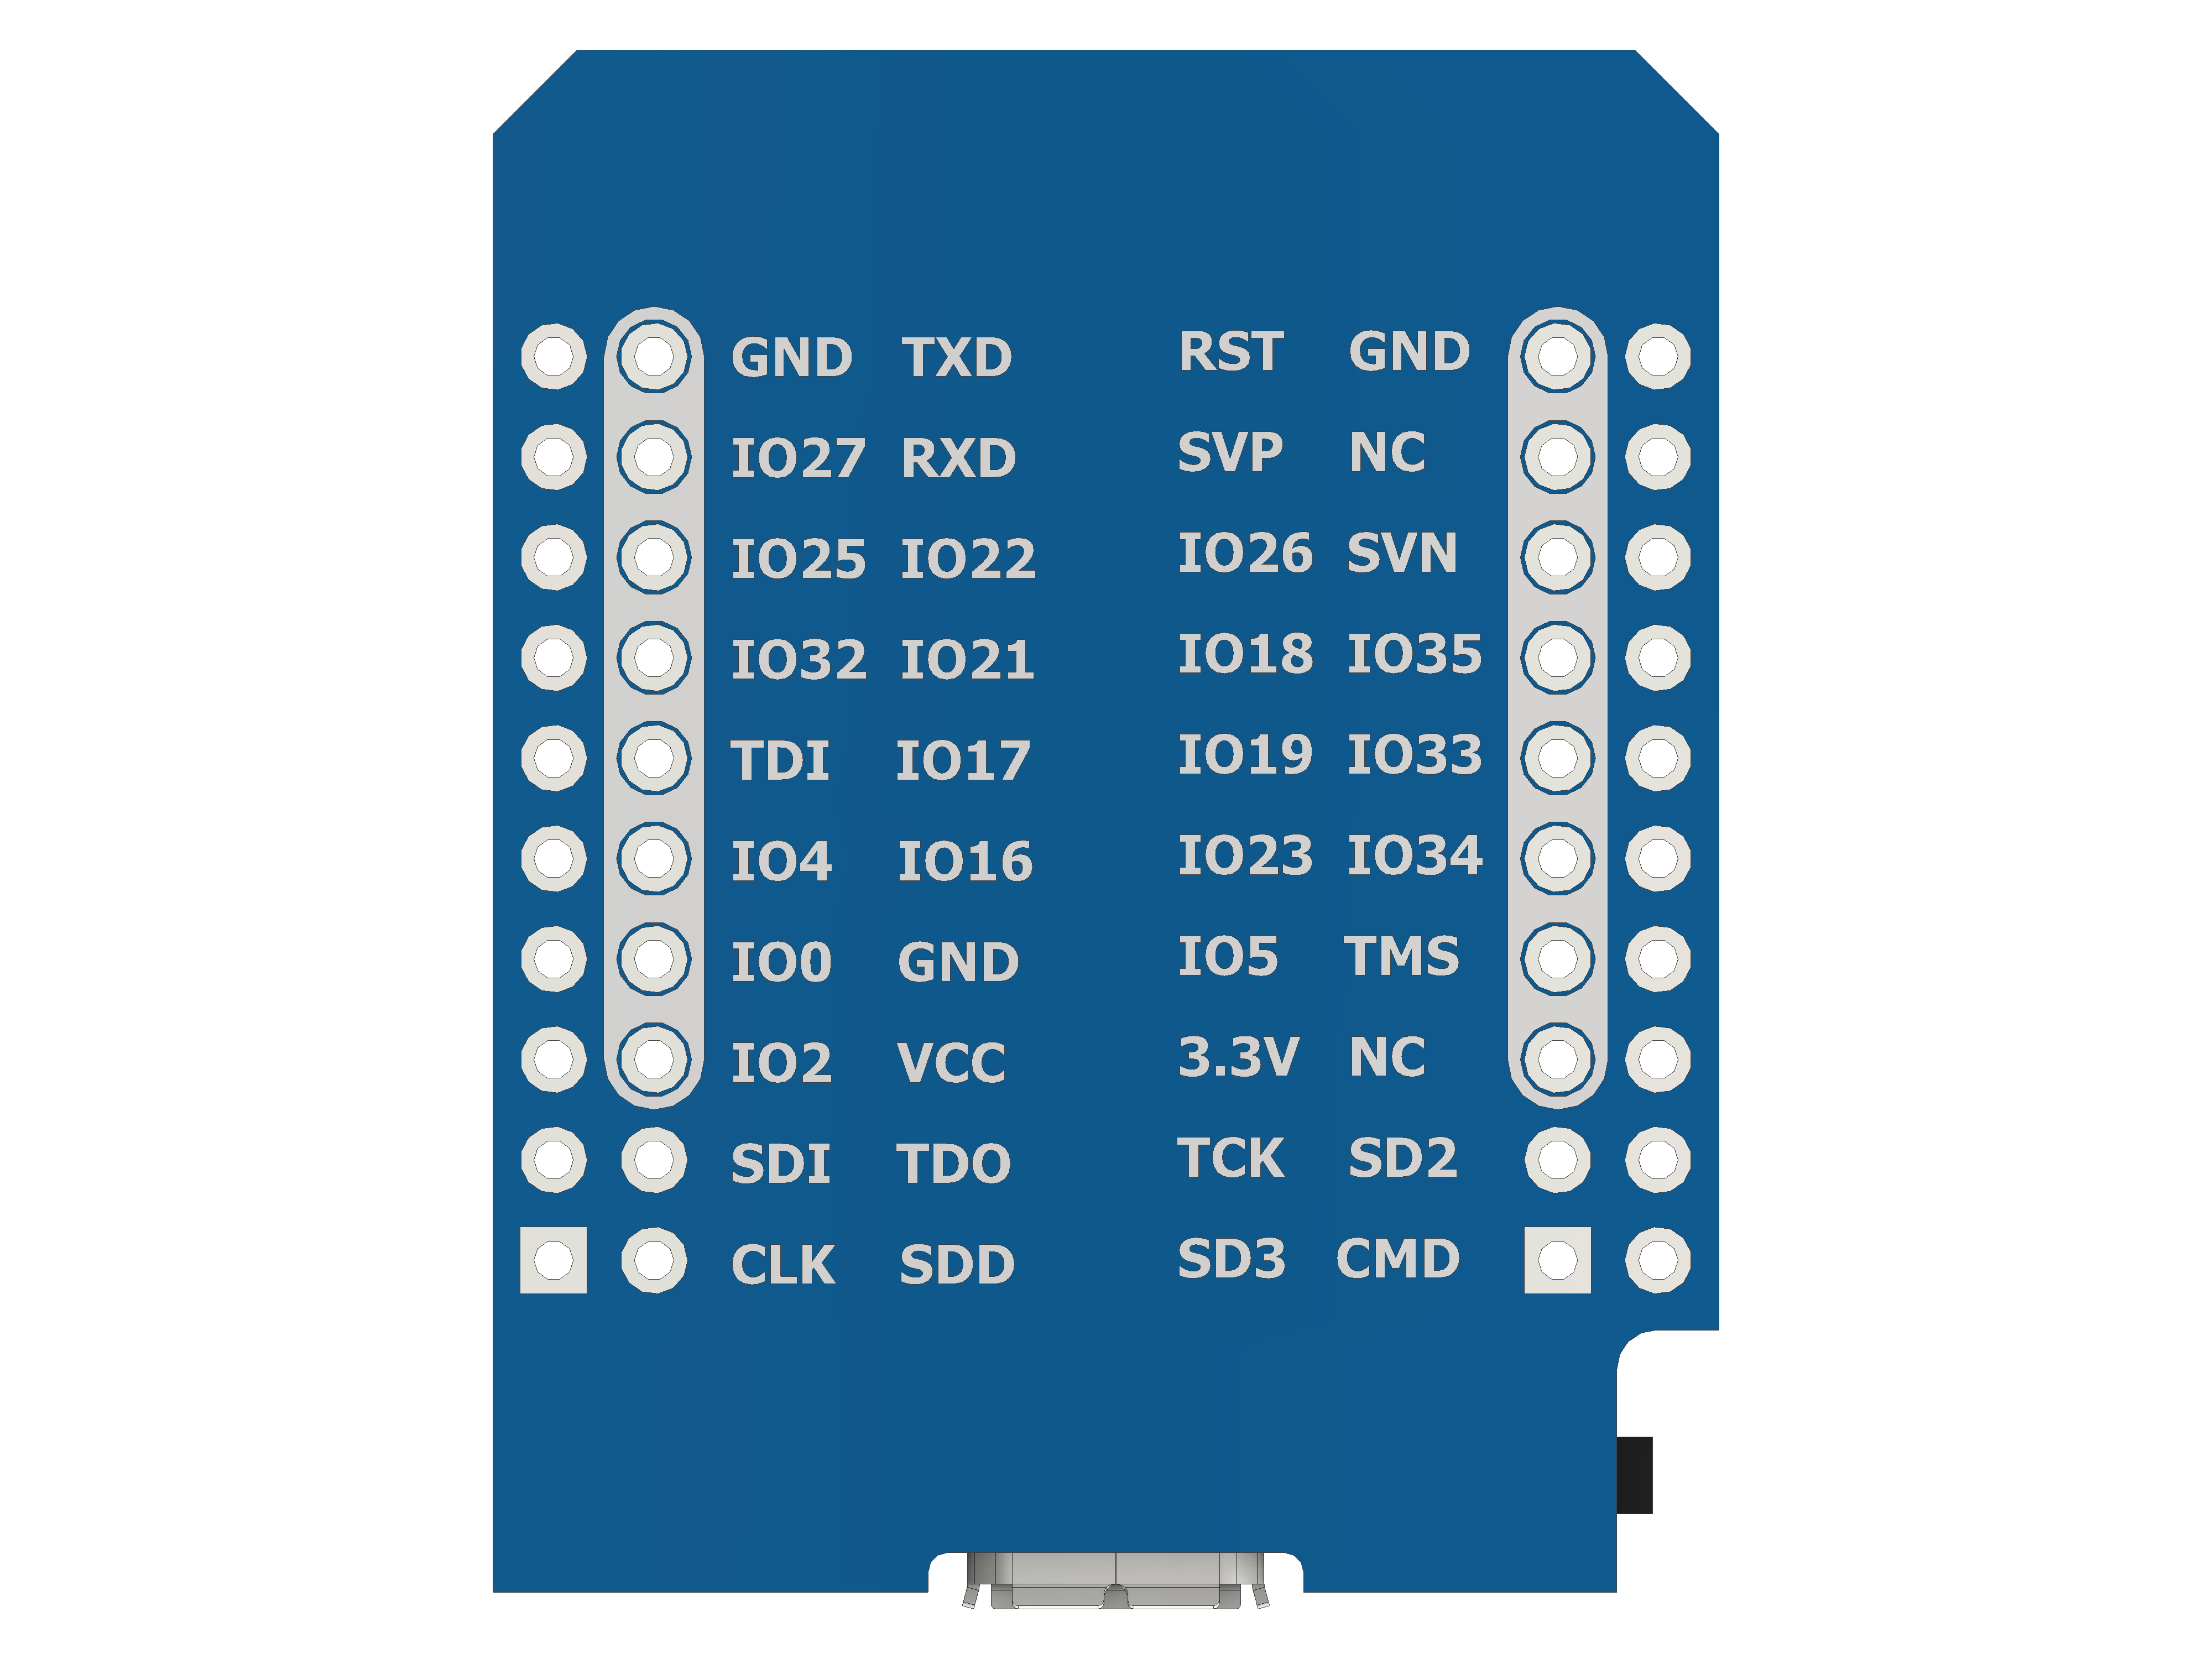 GND TXD RST GND
IO27 RXD SVP NC
IO25 IO22 IO26 SVN
IO32 IO21 IO18 IO35
TDI IO17 IO19 IO33
IO4 IO16 IO23 IO34
IO0 GND IO5 TMS
IO2 VCC 3.3V NC
SDI TDO TCK SD2
CLK SDD SD3 CMD